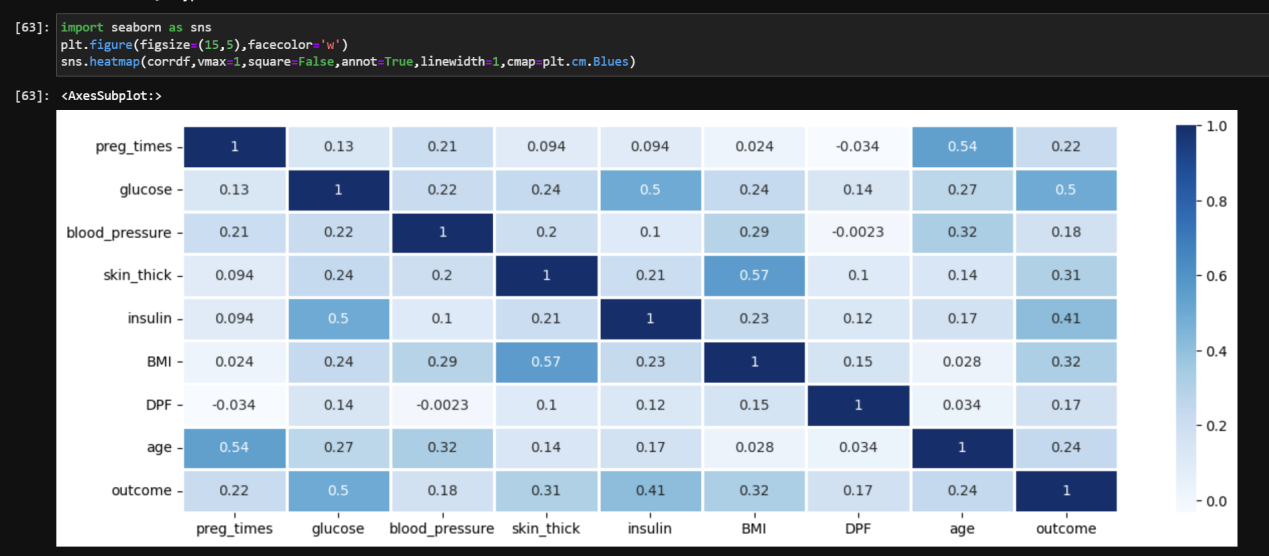 [63]: import seaborn as sns
plt.figure(figsize=(15,5),facecolor='w')
sns.heatmap(corrdf,vmax=1,square=False,annot=True,linewidth=1,cmap=plt.cm.Blues)
[63]: <AxesSubplot:>
preg_times 1 0.13 0.21 0.094 0.094 0.024 -0.034 0.54 0.22
glucose 0.13 1 0.22 0.24 0.5 0.24 0.14 0.27 0.5
blood_pressure 0.21 0.22 1 0.2 0.1 0.29 -0.0023 0.32 0.18
skin_thick 0.094 0.24 0.2 1 0.21 0.57 0.1 0.14 0.31
insulin 0.094 0.5 0.1 0.21 1 0.23 0.12 0.17 0.41
BMI 0.024 0.24 0.29 0.57 0.23 1 0.15 0.028 0.32
DPF -0.034 0.14 -0.0023 0.1 0.12 0.15 1 0.034 0.17
age 0.54 0.27 0.32 0.14 0.17 0.028 0.034 1 0.24
outcome 0.22 0.5 0.18 0.31 0.41 0.32 0.17 0.24 1
preg_times glucose blood_pressure skin_thick insulin BMI DPF age outcome
1.0
0.8
0.6
0.4
0.2
0.0